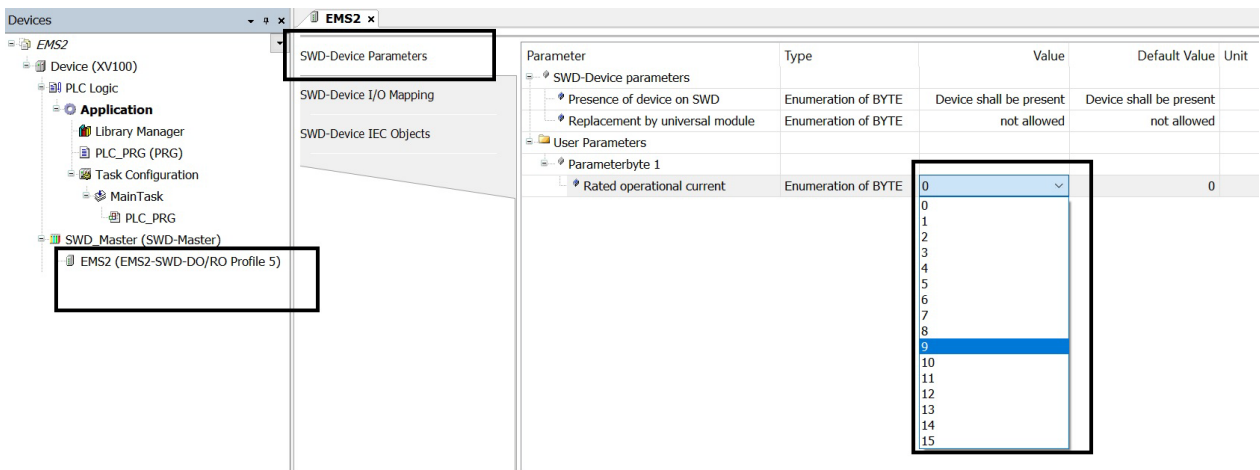 Devices
EMS2
Device (XV100)
PLC Logic
Application
Library Manager
PLC_PRG (PRG)
Task Configuration
MainTask
PLC_PRG
SWD_Master (SWD-Master)
EMS2 (EMS2-SWD-DO/RO Profile 5)
EMS2
SWD-Device Parameters
SWD-Device I/O Mapping
SWD-Device IEC Objects
Parameter Type Value Default Value Unit
SWD-Device parameters
Presence of device on SWD Enumeration of BYTE Device shall be present Device shall be present
Replacement by universal module Enumeration of BYTE not allowed not allowed
User Parameters
Parameterbyte 1
Rated operational current Enumeration of BYTE 0 0
0
1
2
3
4
5
6
7
8
9
10
11
12
13
14
15